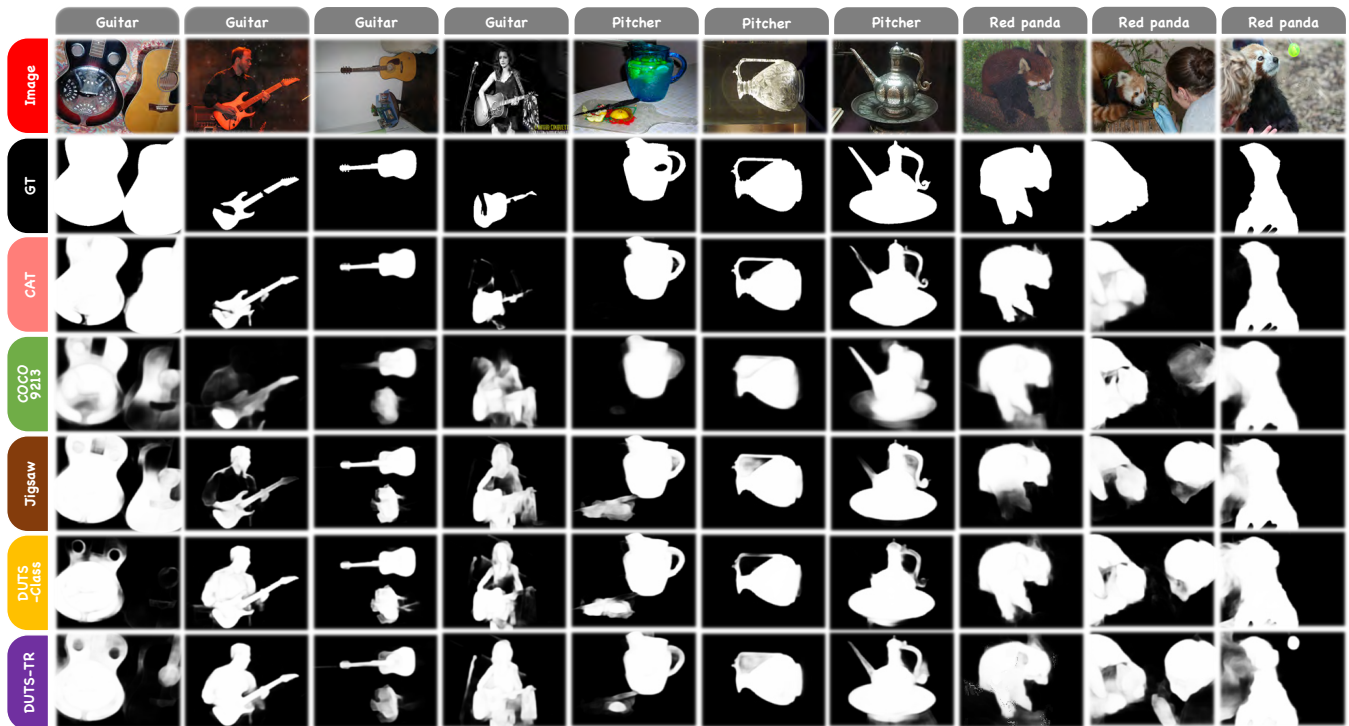 Guitar Guitar Guitar Guitar Pitcher Pitcher Pitcher Red panda Red panda Red panda
Image
GT
CAT
COCO
9213
Jigsaw
DUTS
-Class
DUTS-TR